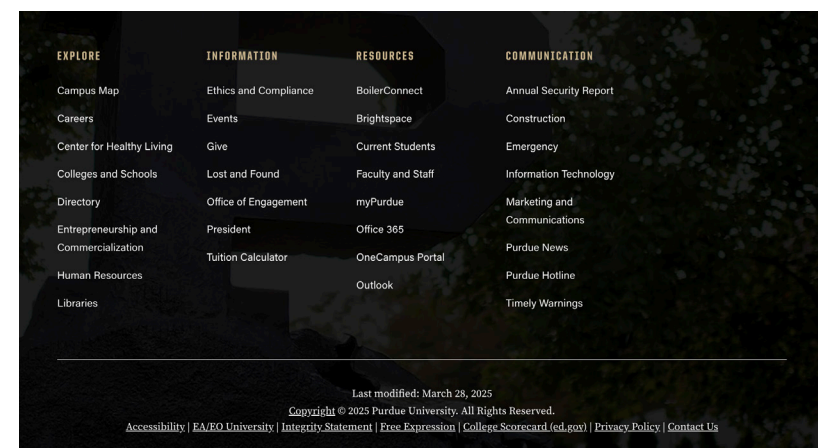 EXPLORE
Campus Map
Careers
Center for Healthy Living
Colleges and Schools
Directory
Entrepreneurship and
Commercialization
Human Resources
Libraries
INFORMATION
Ethics and Compliance
Events
Give
Lost and Found
Office of Engagement
President
Tuition Calculator
RESOURCES
BoilerConnect
Brightspace
Current Students
Faculty and Staff
myPurdue
Office 365
OneCampus Portal
Outlook
COMMUNICATION
Annual Security Report
Construction
Emergency
Information Technology
Marketing and
Communications
Purdue News
Purdue Hotline
Timely Warnings
Last modified: March 28, 2025
Copyright © 2025 Purdue University. All Rights Reserved.
Accessibility | EA/EO University | Integrity Statement | Free Expression | College Scorecard (ed.gov) | Privacy Policy | Contact Us